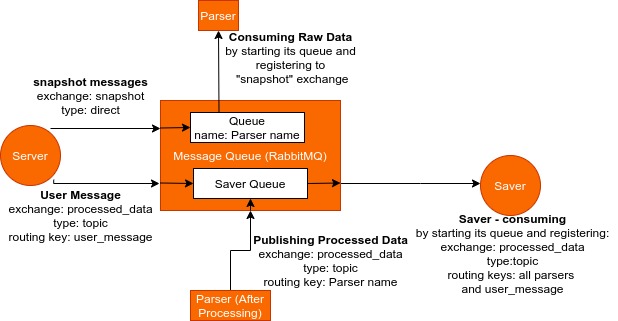 Parser
Consuming Raw Data
by starting its queue and
registering to
"snapshot" exchange
snapshot messages
exchange: snapshot
type: direct
Queue
name: Parser name
Message Queue (RabbitMQ)
Server
Saver Queue
Saver
User Message
exchange: processed_data
type: topic
routing key: user_message
Saver - consuming
by starting its queue and registering:
exchange: processed_data
type:topic
routing keys: all parsers
and user_message
Publishing Processed Data
exchange: processed_data
type: topic
routing key: Parser name
Parser (After
Processing)